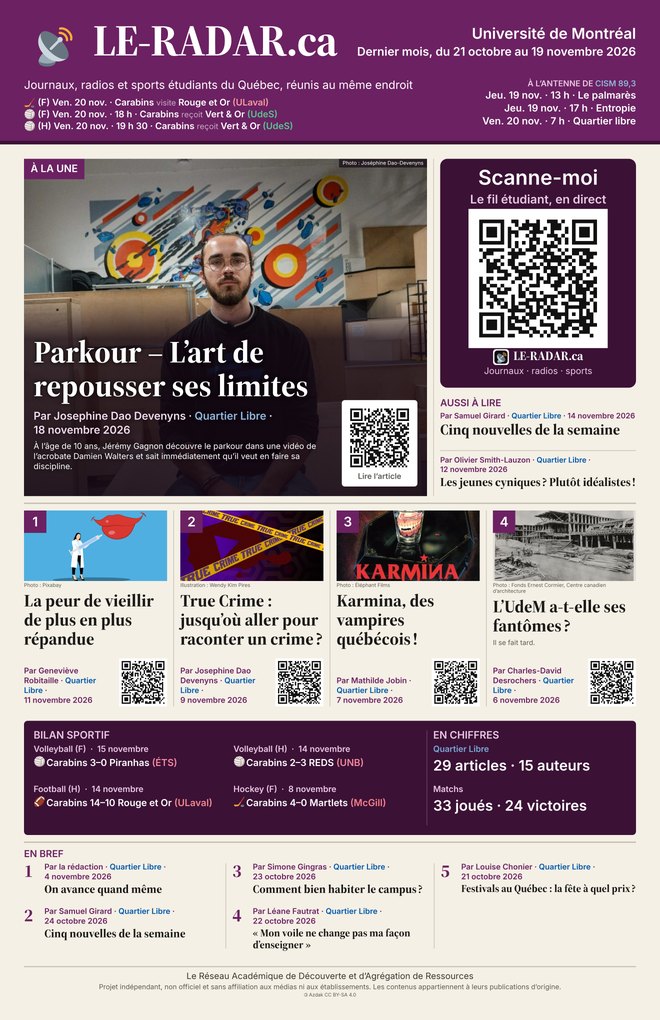 LE-RADAR.ca
Université de Montréal
Dernier mois, du 21 octobre au 19 novembre 2026
Journaux, radios et sports étudiants du Québec, réunis au même endroit
(F) Ven. 20 nov. · Carabins visite Rouge et Or (ULaval)
(F) Ven. 20 nov. · 18 h · Carabins reçoit Vert & Or (UdeS)
(H) Ven. 20 nov. · 19 h 30 · Carabins reçoit Vert & Or (UdeS)
À L'ANTENNE DE CISM 89,3
Jeu. 19 nov. · 13 h · Le palmarès
Jeu. 19 nov. · 17 h · Entropie
Ven. 20 nov. · 7 h · Quartier libre
À LA UNE
Photo : Joséphine Dao-Devenyns
Parkour – L'art de
repousser ses limites
Par Josephine Dao Devenyns · Quartier Libre ·
18 novembre 2026
À l'âge de 10 ans, Jérémy Gagnon découvre le parkour dans une vidéo de
l'acrobate Damien Walters et sait immédiatement qu'il veut en faire sa
discipline.
Lire l'article
Scanne-moi
Le fil étudiant, en direct
LE-RADAR.ca
Journaux · radios · sports
AUSSI À LIRE
Par Samuel Girard · Quartier Libre · 14 novembre 2026
Cinq nouvelles de la semaine
Par Olivier Smith-Lauzon · Quartier Libre ·
12 novembre 2026
Les jeunes cyniques ? Plutôt idéalistes !
1
Photo : Pixabay
La peur de vieillir
de plus en plus
répandue
Par Geneviève
Robitaille · Quartier
Libre ·
11 novembre 2026
2
TRUE CRIME TRUE CRIME
TRUE CRIME
Illustration : Wendy Kim Pires
True Crime :
jusqu'où aller pour
raconter un crime ?
Par Josephine Dao
Devenyns · Quartier
Libre ·
9 novembre 2026
3
KARMINA
Photo : Éléphant Films
Karmina, des
vampires
québécois !
Par Mathilde Jobin ·
Quartier Libre ·
7 novembre 2026
4
Photo : Fonds Ernest Cormier, Centre canadien
d'architecture
L'UdeM a-t-elle ses
fantômes ?
Il se fait tard.
Par Charles-David
Desrochers · Quartier
Libre ·
6 novembre 2026
BILAN SPORTIF
Volleyball (F) · 15 novembre
Carabins 3–0 Piranhas (ÉTS)
Volleyball (H) · 14 novembre
Carabins 2–3 REDS (UNB)
Football (H) · 14 novembre
Carabins 14–10 Rouge et Or (ULaval)
Hockey (F) · 8 novembre
Carabins 4–0 Martlets (McGill)
EN CHIFFRES
Quartier Libre
29 articles · 15 auteurs
Matchs
33 joués · 24 victoires
EN BREF
1
Par la rédaction · Quartier Libre ·
4 novembre 2026
On avance quand même
2
Par Samuel Girard · Quartier Libre ·
24 octobre 2026
Cinq nouvelles de la semaine
3
Par Simone Gingras · Quartier Libre ·
23 octobre 2026
Comment bien habiter le campus ?
4
Par Léane Fautrat · Quartier Libre ·
22 octobre 2026
« Mon voile ne change pas ma façon
d'enseigner »
5
Par Louise Chonier · Quartier Libre ·
21 octobre 2026
Festivals au Québec : la fête à quel prix ?
Le Réseau Académique de Découverte et d'Agrégation de Ressources
Projet indépendant, non officiel et sans affiliation aux médias ni aux établissements. Les contenus appartiennent à leurs publications d'origine.
© Azdak CC BY-SA 4.0